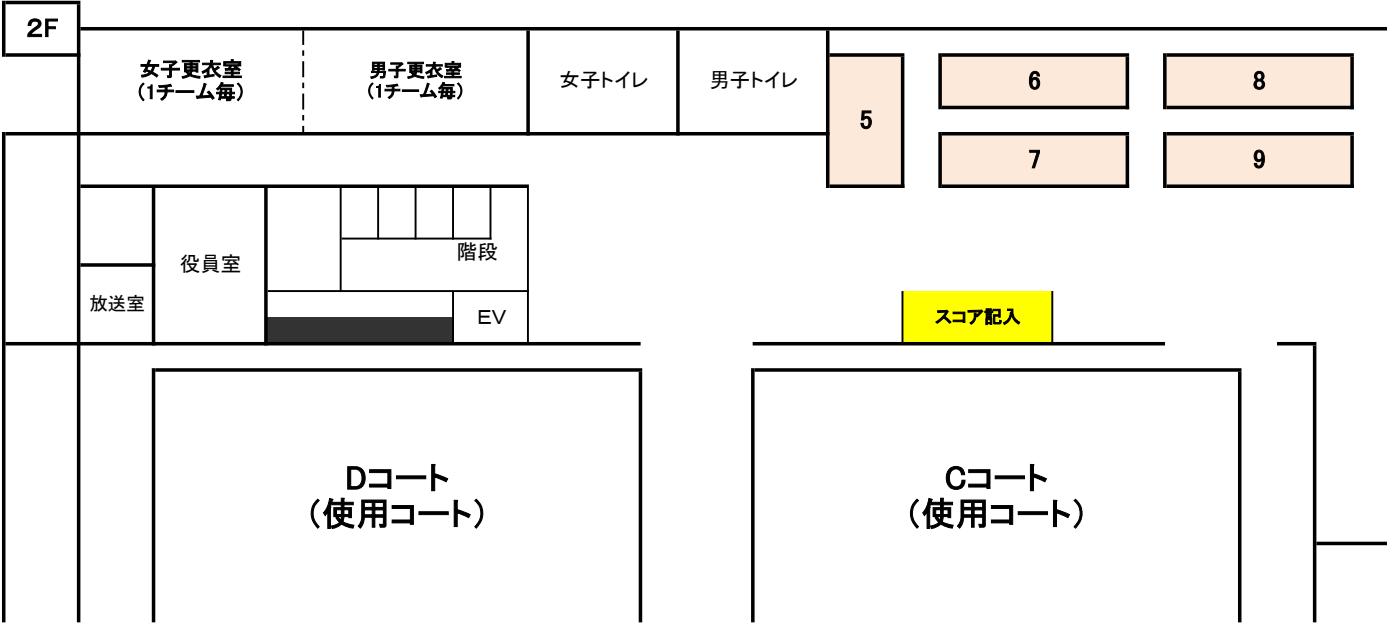 2F
女子更衣室
(1チーム毎)
男子更衣室
(1チーム毎)
女子トイレ
男子トイレ
5
6
8
7
9
役員室
階段
放送室
EV
スコア記入
Dコート
(使用コート)
Cコート
(使用コート)